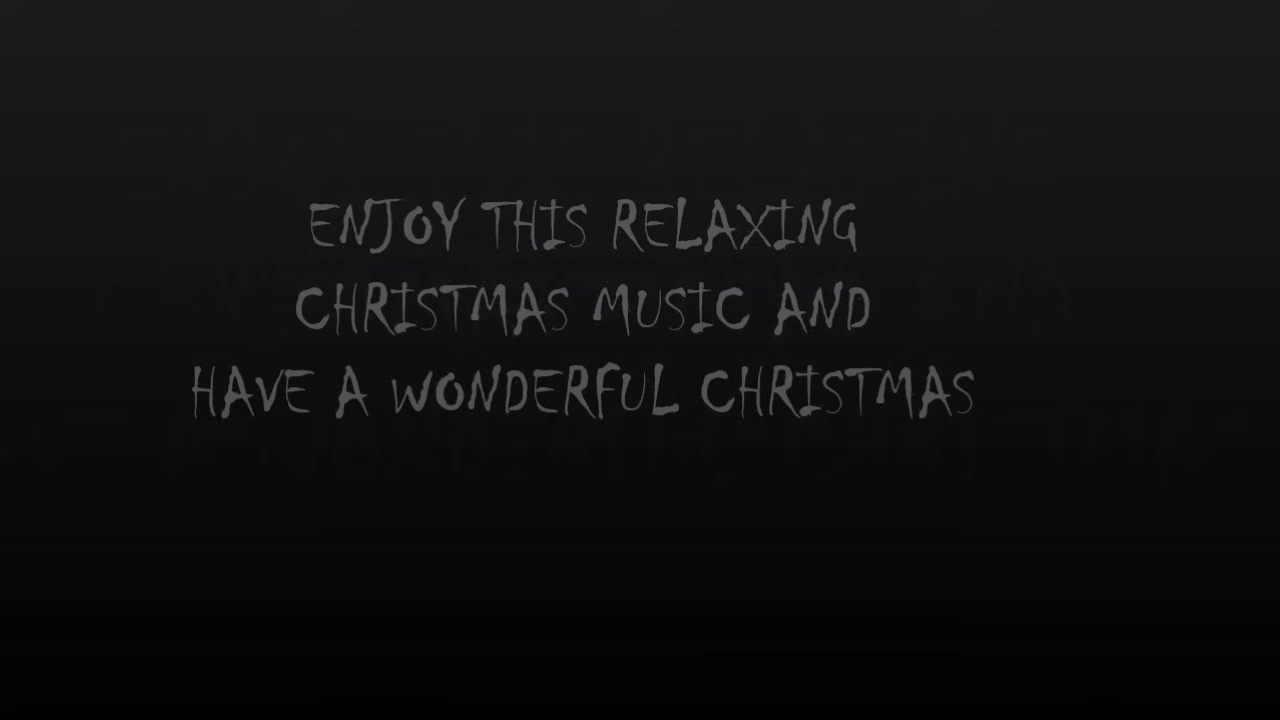 ENJOY THIS RELAXING
CHRISTMAS MUSIC AND
HAVE A WONDERFUL CHRISTMAS